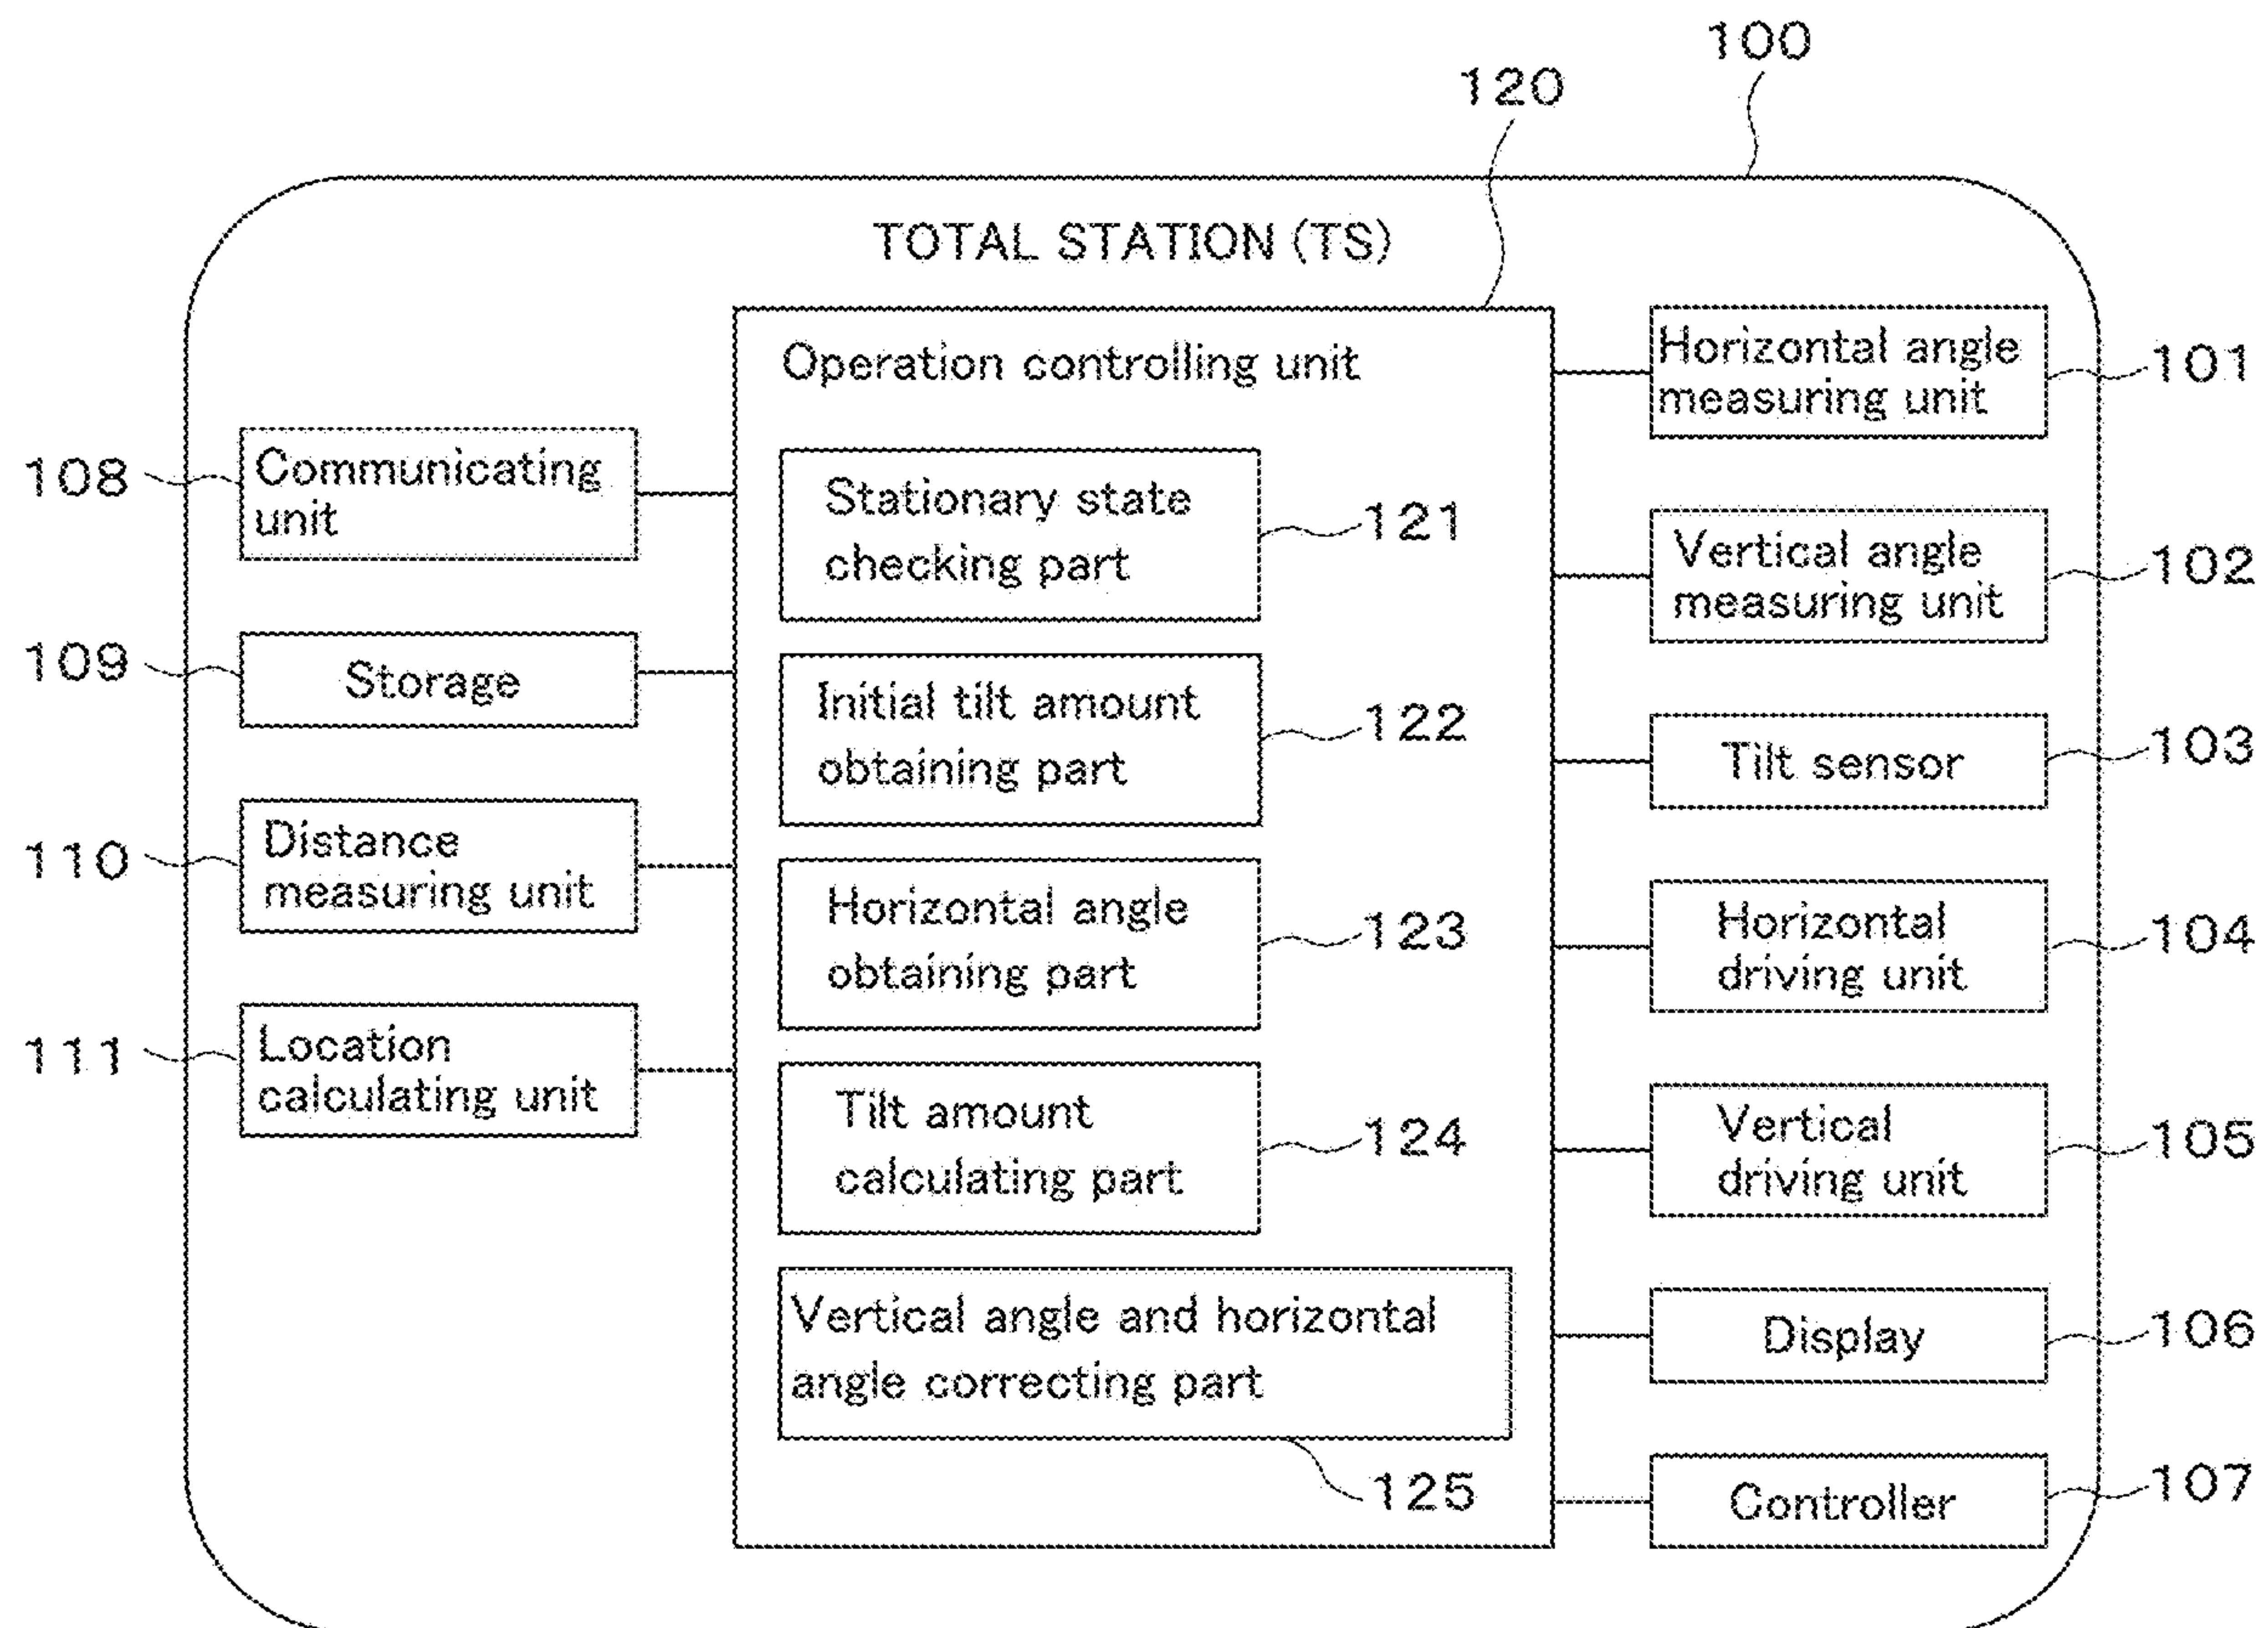 100
120
TOTAL STATION (TS)
Operation controlling unit
108
Communicating
unit
109
Storage
110
Distance
measuring unit
111
Location
calculating unit
Stationary state
checking part
121
Initial tilt amount
obtaining part
122
Horizontal angle
obtaining part
123
Tilt amount
calculating part
124
Vertical angle and horizontal
angle correcting part
125
Horizontal angle
measuring unit
101
Vertical angle
measuring unit
102
Tilt sensor
103
Horizontal
driving unit
104
Vertical
driving unit
105
Display
106
Controller
107